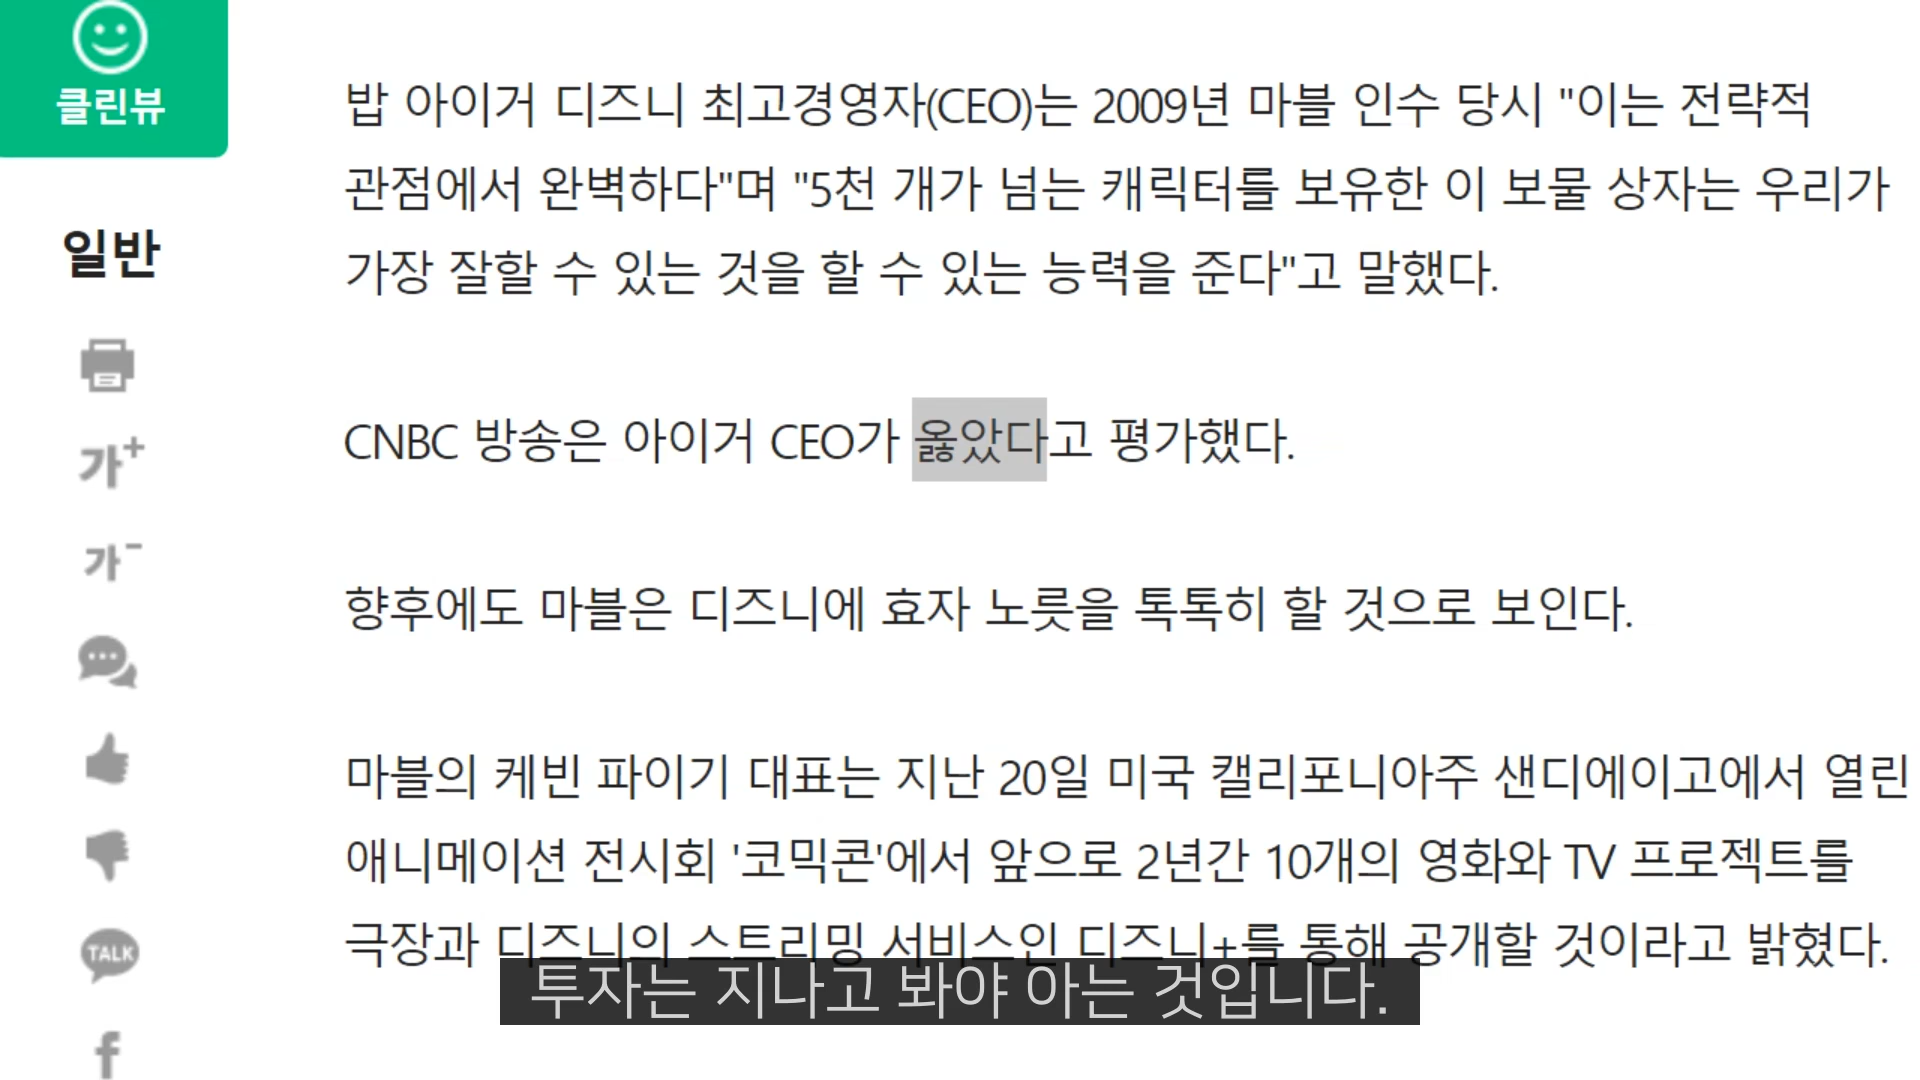 클린뷰
일반
가+
가-
TALK
f
밥 아이거 디즈니 최고경영자(CEO)는 2009년 마블 인수 당시 "이는 전략적
관점에서 완벽하다"며 "5천 개가 넘는 캐릭터를 보유한 이 보물 상자는 우리가
가장 잘할 수 있는 것을 할 수 있는 능력을 준다"고 말했다.
CNBC 방송은 아이거 CEO가 옳았다고 평가했다.
향후에도 마블은 디즈니에 효자 노릇을 톡톡히 할 것으로 보인다.
마블의 케빈 파이기 대표는 지난 20일 미국 캘리포니아주 샌디에이고에서 열린
애니메이션 전시회 '코믹콘'에서 앞으로 2년간 10개의 영화와 TV 프로젝트를
극장과 디즈니의 스트리밍 서비스인 디즈니+를 통해 공개할 것이라고 밝혔다.
투자는 지나고 봐야 아는 것입니다.